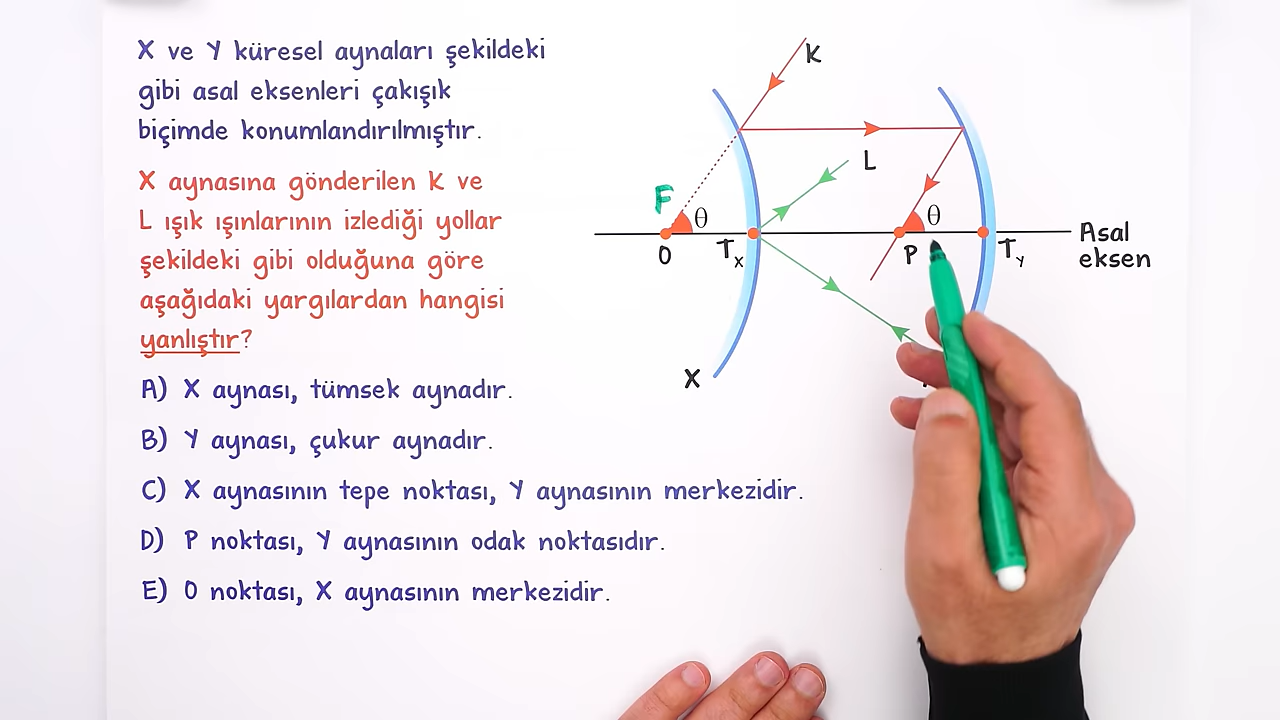 X ve Y küresel aynaları şekildeki
gibi asal eksenleri çakışık
biçimde konumlandırılmıştır.
X aynasına gönderilen K ve
L ışık ışınlarının izlediği yollar
şekildeki gibi olduğuna göre
aşağıdaki yargılardan hangisi
yanlıştır?
A) X aynası, tümsek aynadır.
B) Y aynası, çukur aynadır.
C) X aynasının tepe noktası, Y aynasının merkezidir.
D) P noktası, Y aynasının odak noktasıdır.
E) O noktası, X aynasının merkezidir.
K
L
F
θ
θ
O
Tx
P
Ty
Asal
eksen
X